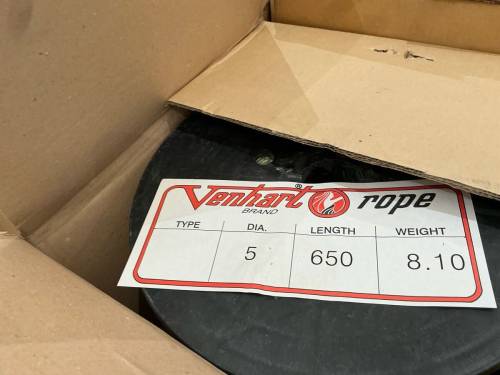 Venhart® rope
BRAND
TYPE DIA. LENGTH WEIGHT
5 650 8.10